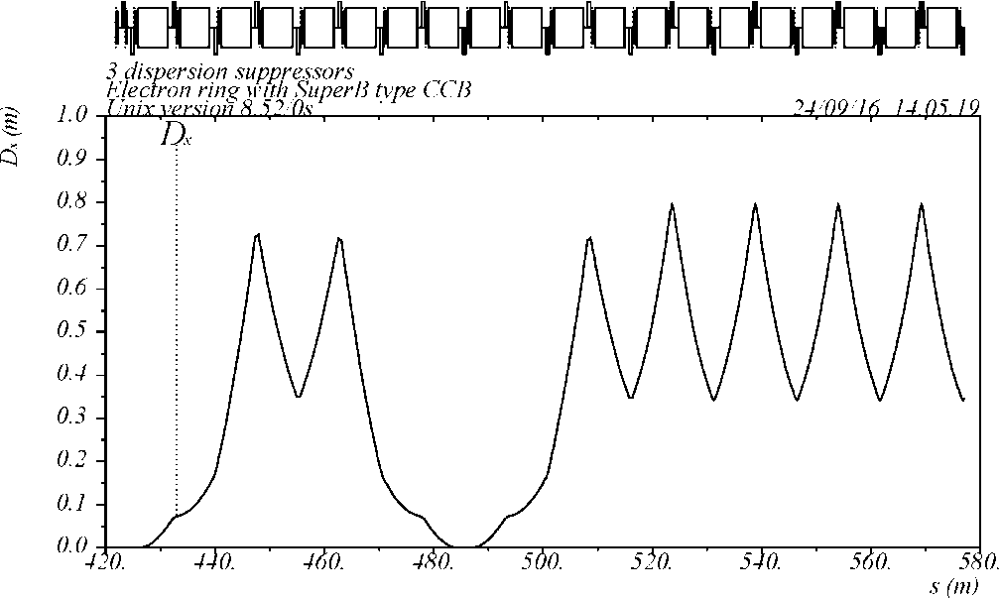 3 dispersion suppressors
Electron ring with SuperB type CCB
Unix version 8.52/0s 24/09/16 14.05.19
Dx (m)
Dx
1.0
0.9
0.8
0.7
0.6
0.5
0.4
0.3
0.2
0.1
0.0
420. 440. 460. 480. 500. 520. 540. 560. 580.
s (m)